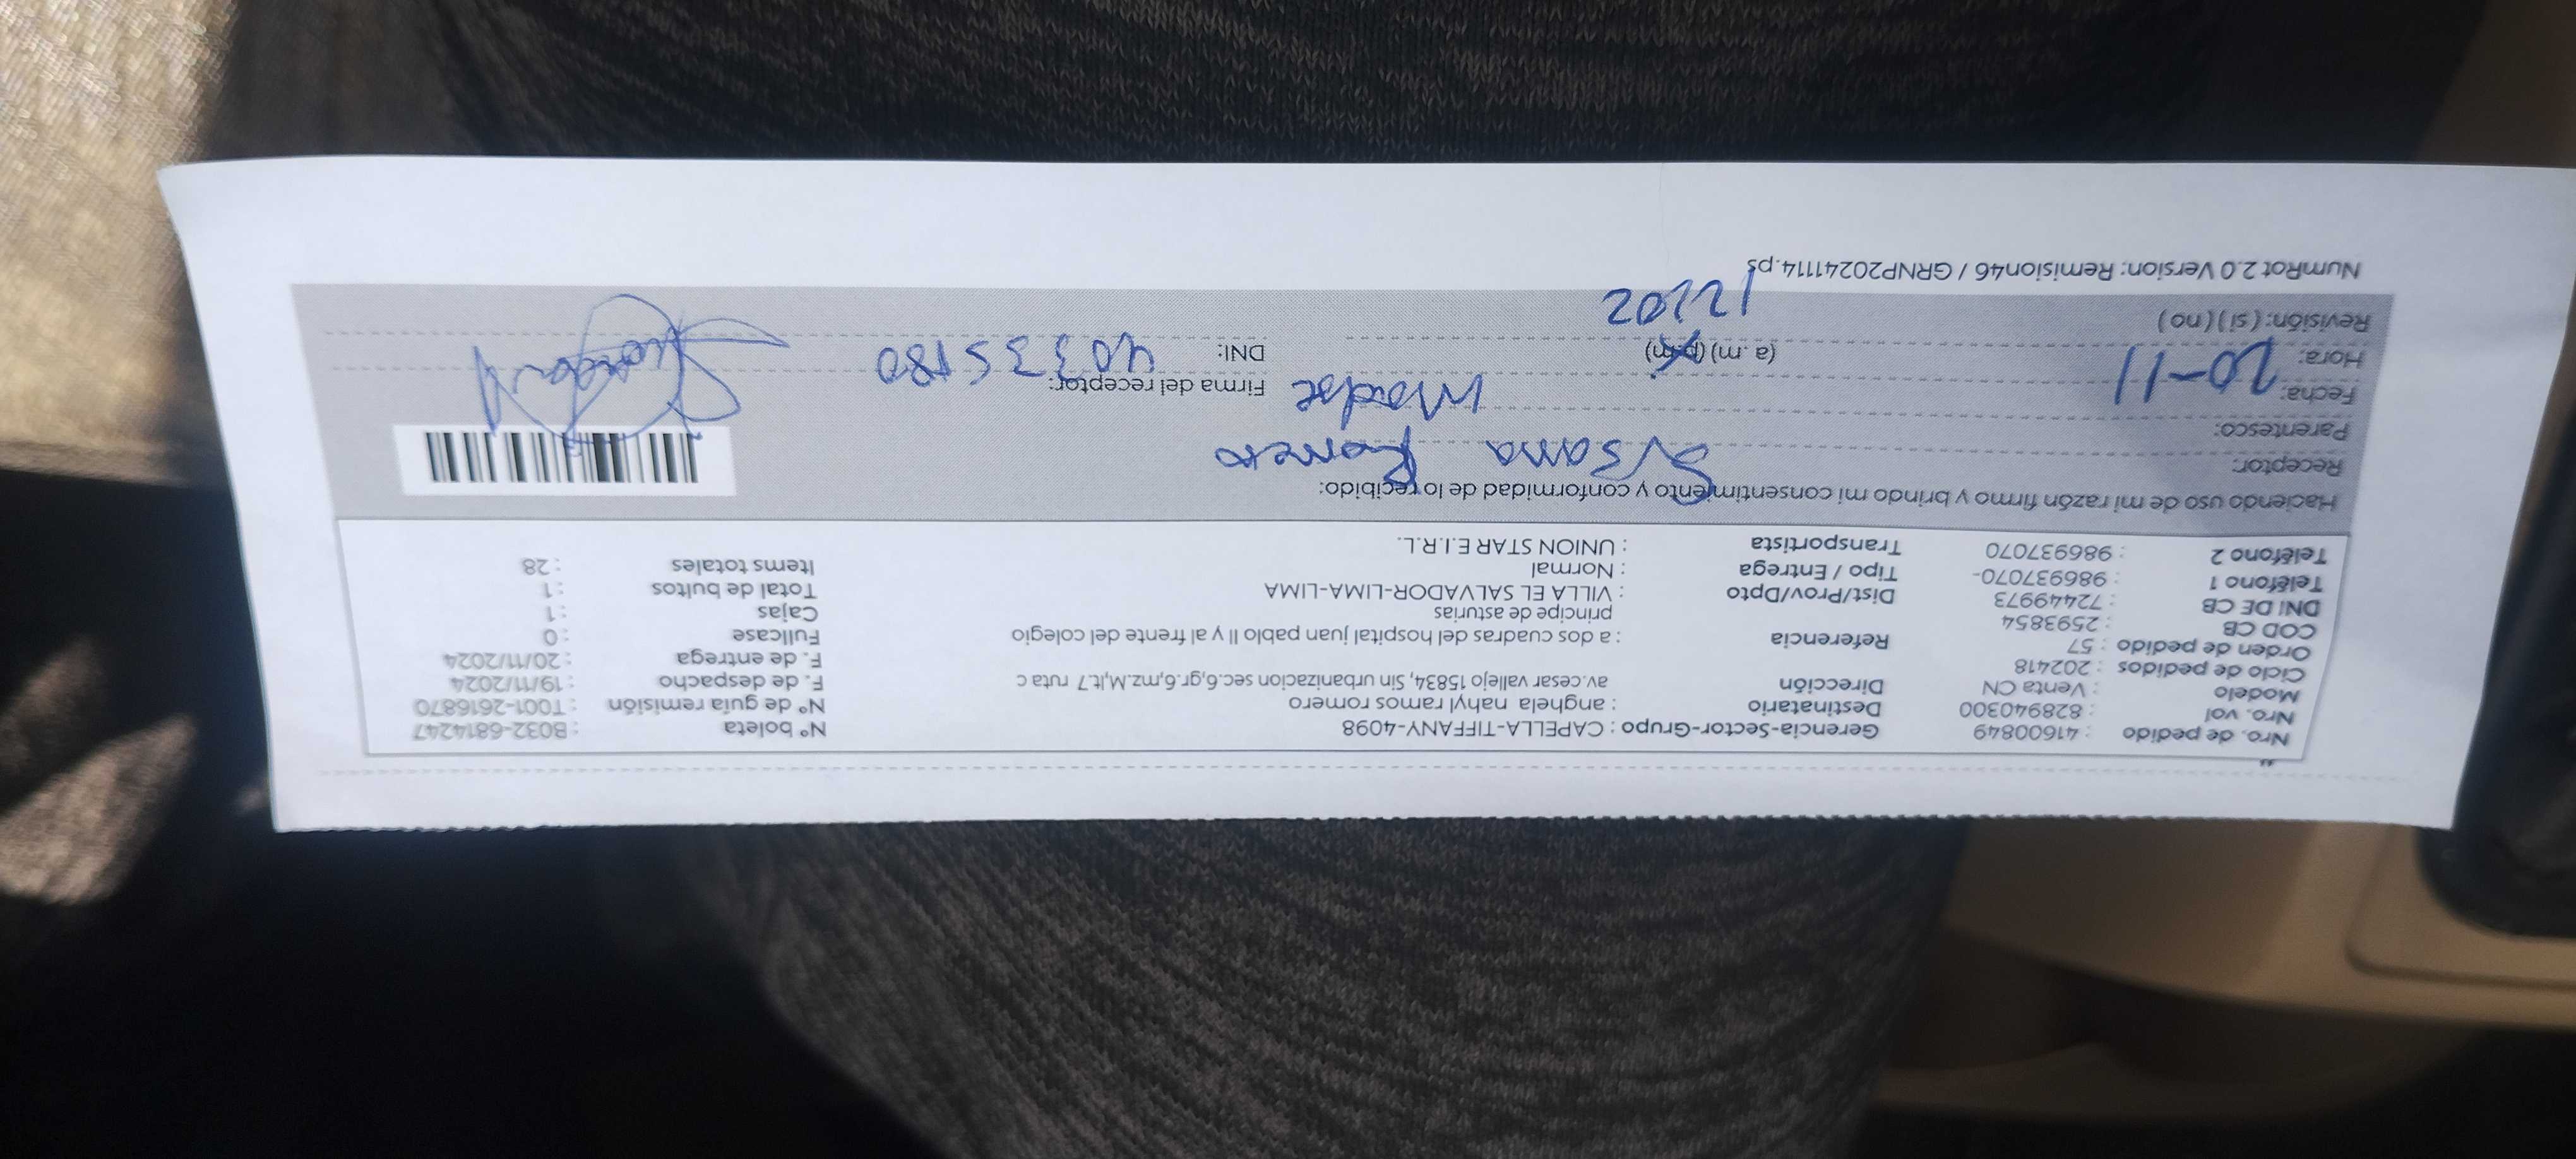 Nro. de pedido : 41600849 Gerencia-Sector-Grupo : CAPELLA-TIFFANY-4098 Nº boleta : B032-6814247
Nro. vol : 828940300 Destinatario : anghela nahyl ramos romero Nº de guía remisión : T001-2616870
Modelo : Venta CN Dirección av.cesar vallejo 15834, Sin urbanizacion sec.6,gr.6,mz.M,lt.7 ruta c F. de despacho : 19/11/2024
Ciclo de pedidos : 202418 F. de entrega : 20/11/2024
Orden de pedido : 57 Referencia : a dos cuadras del hospital juan pablo II y al frente del colegio Fullcase : 0
COD CB : 2593854 principe de asturias Cajas : 1
DNI DE CB : 72449973 Dist/Prov/Dpto : VILLA EL SALVADOR-LIMA-LIMA Total de bultos : 1
Teléfono 1 : 986937070- Tipo / Entrega : Normal Items totales : 28
Teléfono 2 : 986937070 Transportista : UNION STAR E.I.R.L.
Haciendo uso de mi razón firmo y brindo mi consentimiento y conformidad de lo recibido:
Receptor: Susana Romero
Parentesco: Madre
Fecha: 20-11 Firma del receptor:
Hora: (a.m) (p.m) 12:02 DNI: 40335180
Revisión: (si) (no)
NumRot 2.0 Version: Remision46 / GRNP20241114.ps